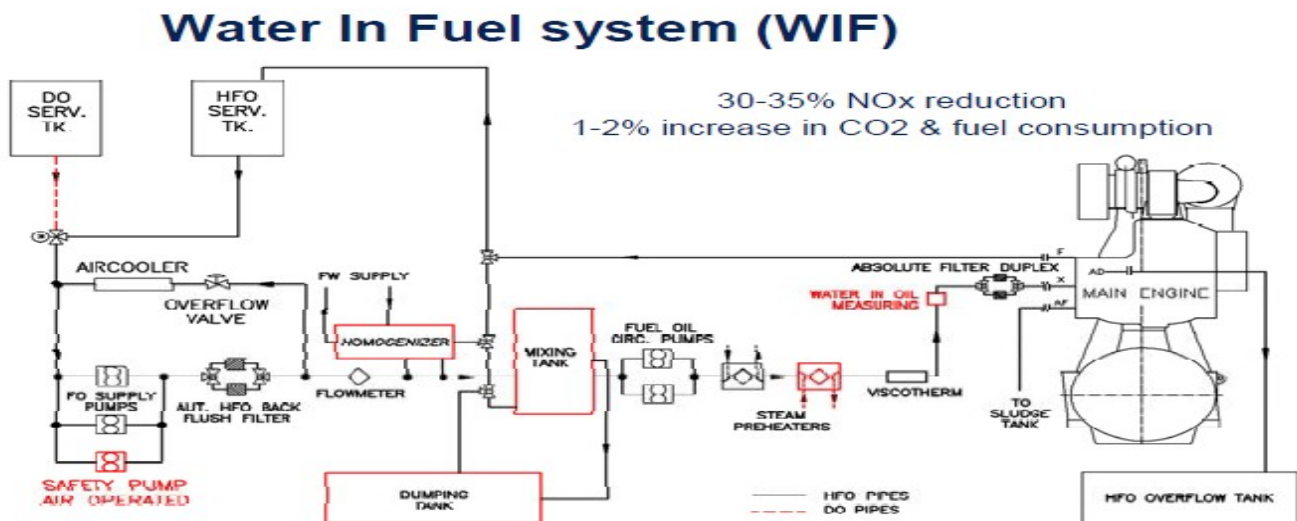 Water In Fuel system (WIF)
DO
SERV.
TK.
HFO
SERV.
TK.
30-35% NOx reduction
1-2% increase in CO2 & fuel consumption
AIRCOOLER
OVERFLOW
VALVE
FW SUPPLY
HOMOGENIZER
FLOWMETER
MIXING
TANK
FUEL OIL
CIRC. PUMPS
ABSOLUTE FILTER DUPLEX
WATER IN OIL
MEASURING
F
AD
X
AF
MAIN ENGINE
FO SUPPLY
PUMPS
AUT. HFO BACK
FLUSH FILTER
STEAM
PREHEATERS
VISCOTHERM
TO
SLUDGE
TANK
SAFETY PUMP
AIR OPERATED
DUMPING
TANK
HFO PIPES
DO PIPES
HFO OVERFLOW TANK